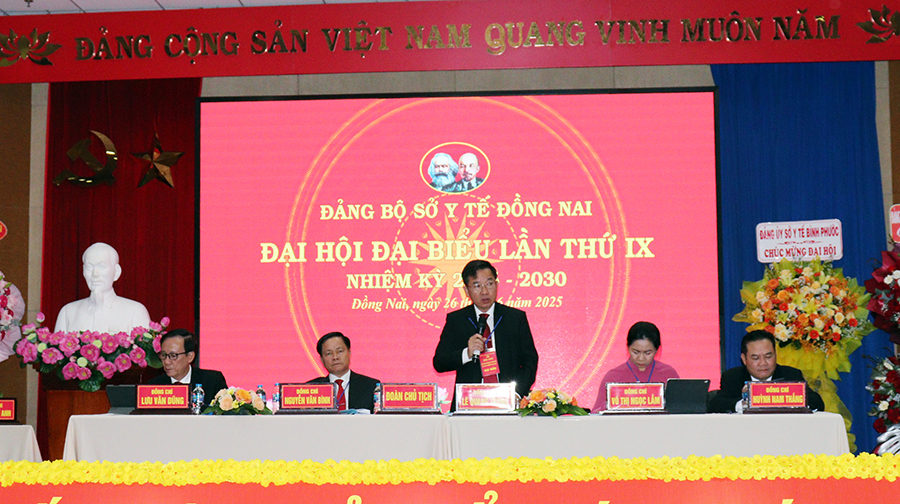 ĐẢNG CỘNG SẢN VIỆT NAM QUANG VINH MUÔN NĂM
ĐẢNG BỘ SỞ Y TẾ ĐỒNG NAI
ĐẠI HỘI ĐẠI BIỂU LẦN THỨ IX
NHIỆM KỲ - 2030
Đồng Nai, ngày 26 năm 2025
ĐẢNG ỦY SỞ Y TẾ BÌNH PHƯỚC
CHÚC MỪNG ĐẠI HỘI
ANH
ĐỒNG CHÍ
LƯU VĂN DŨNG
ĐỒNG CHÍ
NGUYỄN VĂN BÌNH
ĐOÀN CHỦ TỊCH
LÊ
ĐỒNG CHÍ
VÕ THỊ NGỌC LẮM
ĐỒNG CHÍ
HUỲNH NAM THẮNG